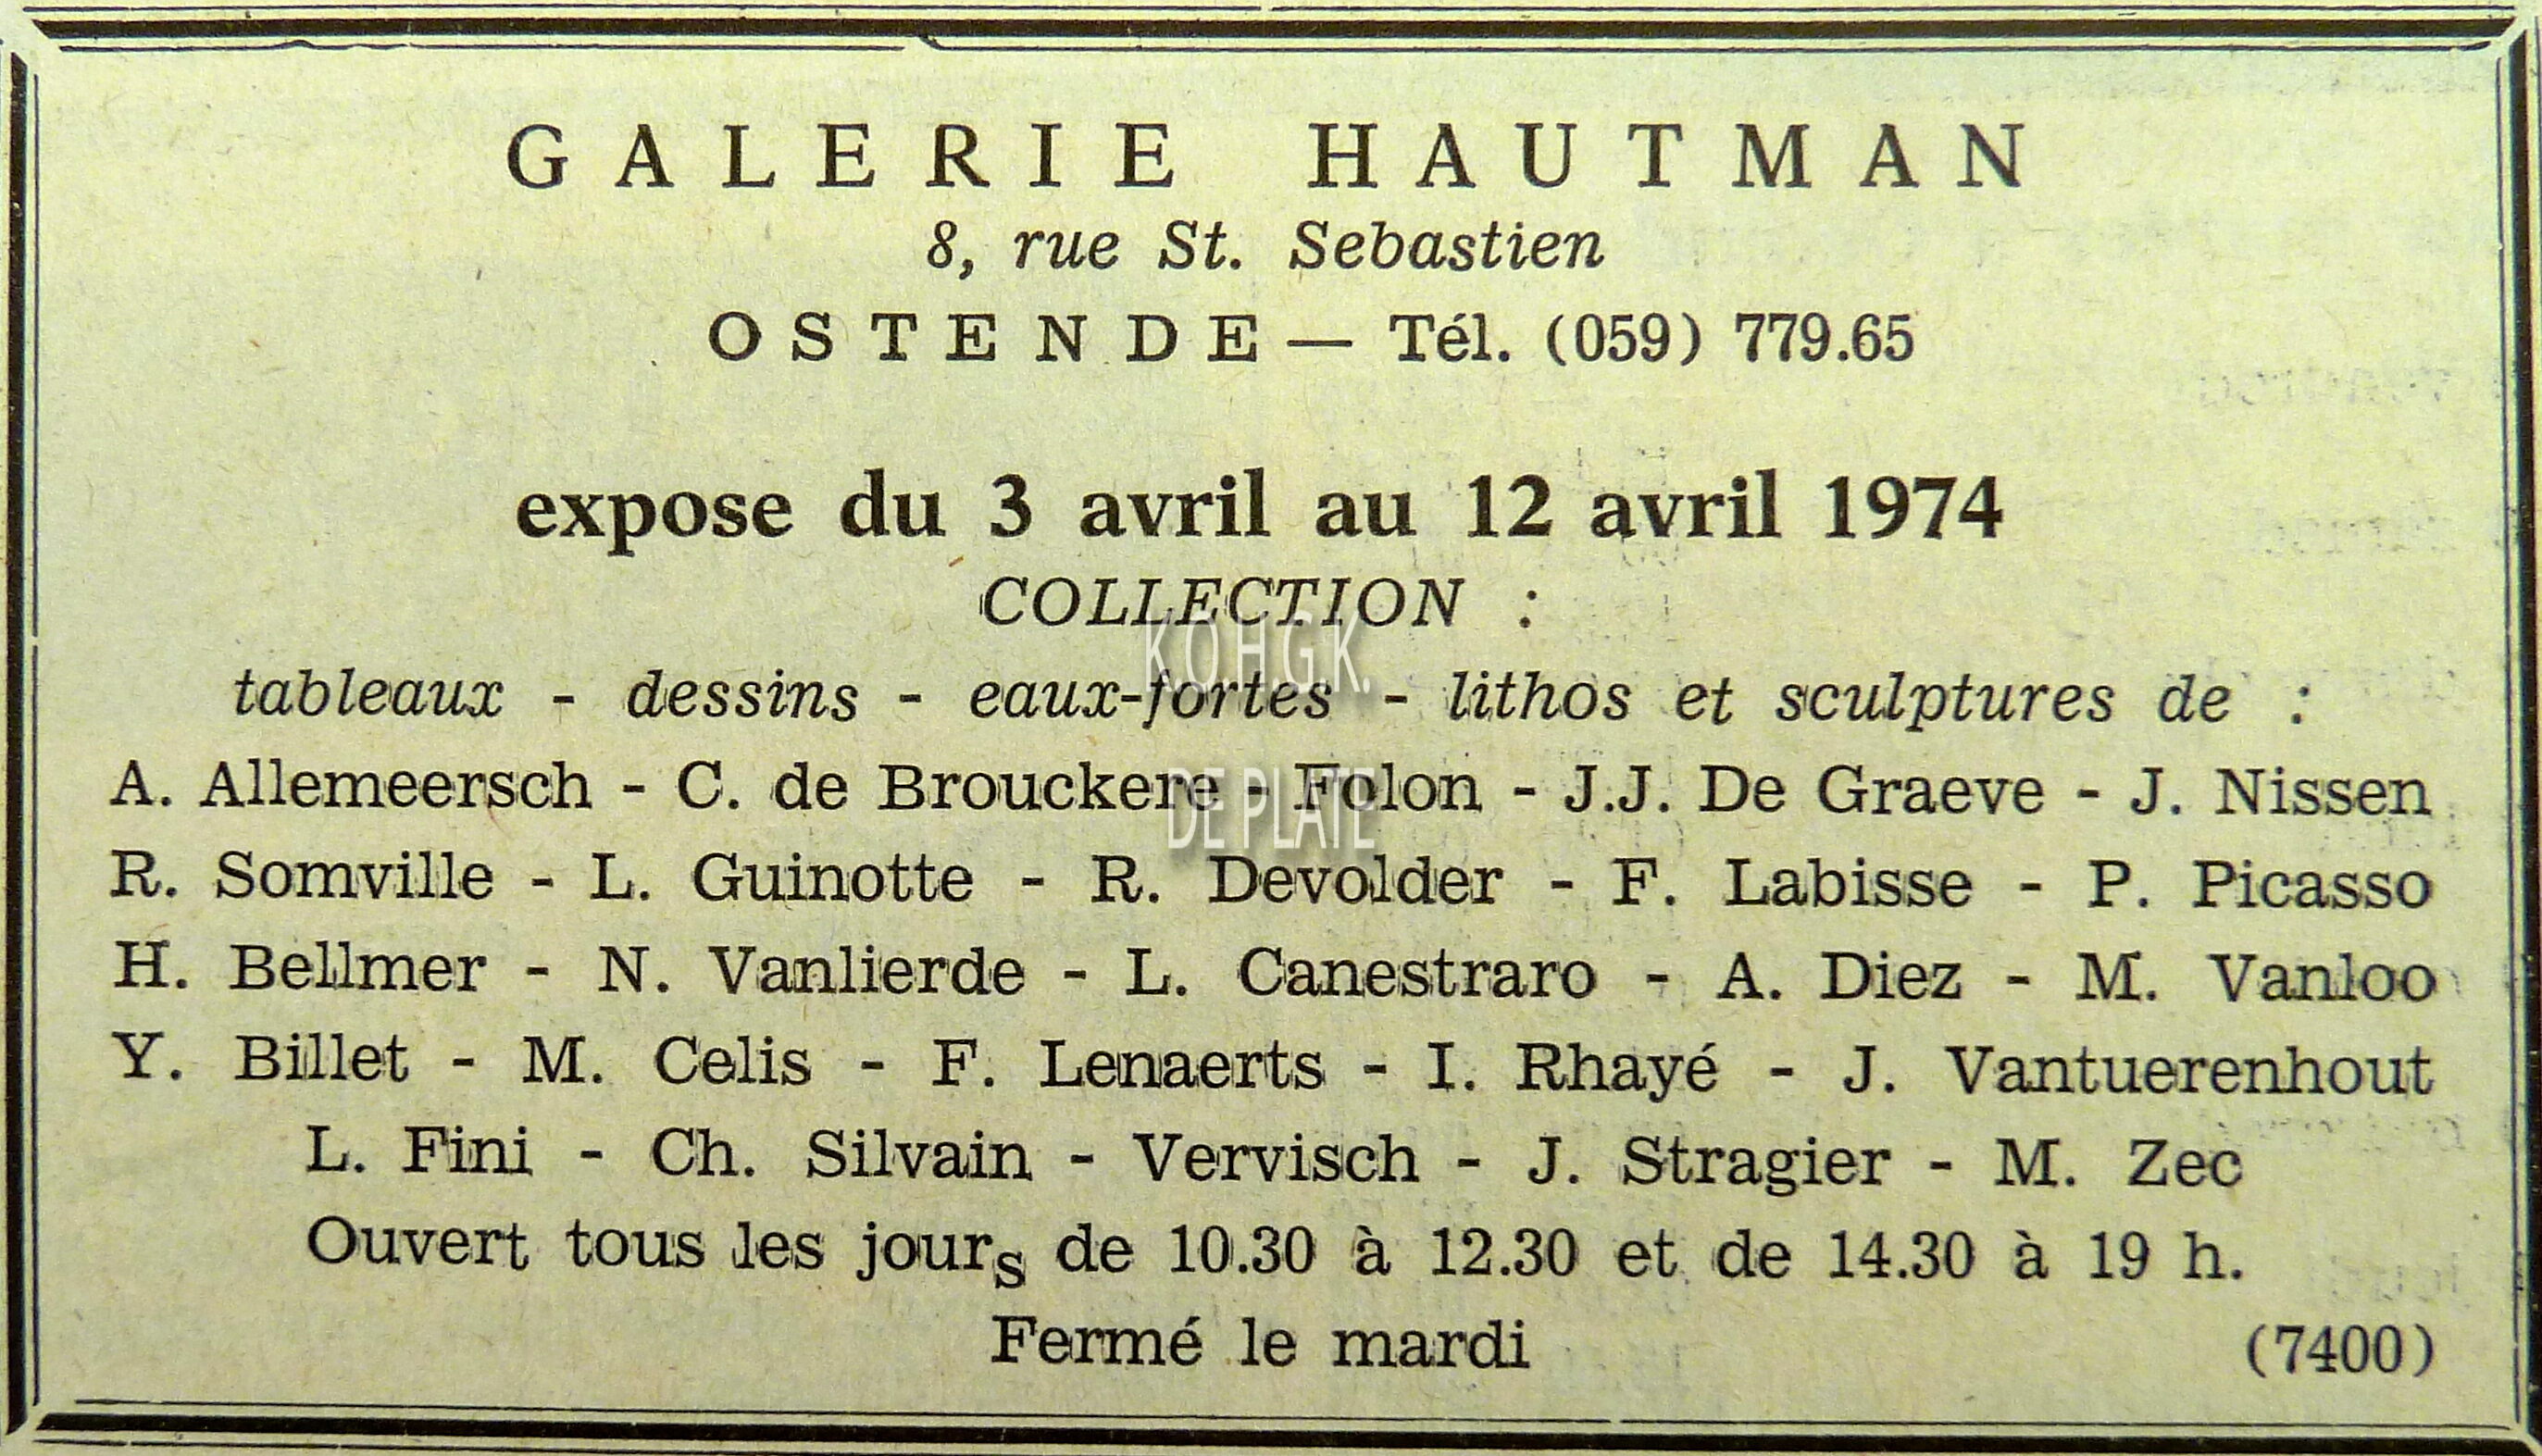 GALERIE HAUTMAN
8, rue St. Sebastien
OSTENDE — Tél. (059) 779.65
expose du 3 avril au 12 avril 1974
COLLECTION :
tableaux - dessins - eaux-fortes - lithos et sculptures de :
A. Allemeersch - C. de Brouckere - Folon - J.J. De Graeve - J. Nissen
R. Somville - L. Guinotte - R. Devolder - F. Labisse - P. Picasso
H. Bellmer - N. Vanlierde - L. Canestraro - A. Diez - M. Vanloo
Y. Billet - M. Celis - F. Lenaerts - I. Rhayé - J. Vantuerenhout
L. Fini - Ch. Silvain - Vervisch - J. Stragier - M. Zec
Ouvert tous les jours de 10.30 à 12.30 et de 14.30 à 19 h.
Fermé le mardi (7400)
K.O.H.G.K.
DE PLATE